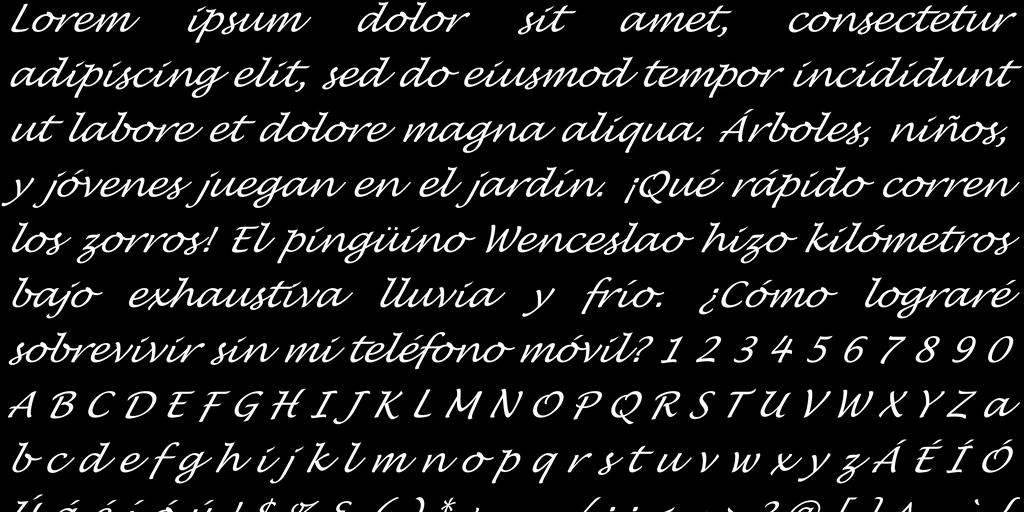 Lorem ipsum dolor sit amet, consectetur
adipiscing elit, sed do eiusmod tempor incididunt
ut labore et dolore magna aliqua. Árboles, niños,
y jóvenes juegan en el jardín. ¡Qué rápido corren
los zorros! El pingüino Wenceslao hizo kilómetros
bajo exhaustiva lluvia y frío. ¿Cómo lograré
sobrevivir sin mi teléfono móvil? 1 2 3 4 5 6 7 8 9 0
A B C D E F G H I J K L M N O P Q R S T U V W X Y Z a
b c d e f g h i j k l m n o p q r s t u v w x y z Á É Í Ó